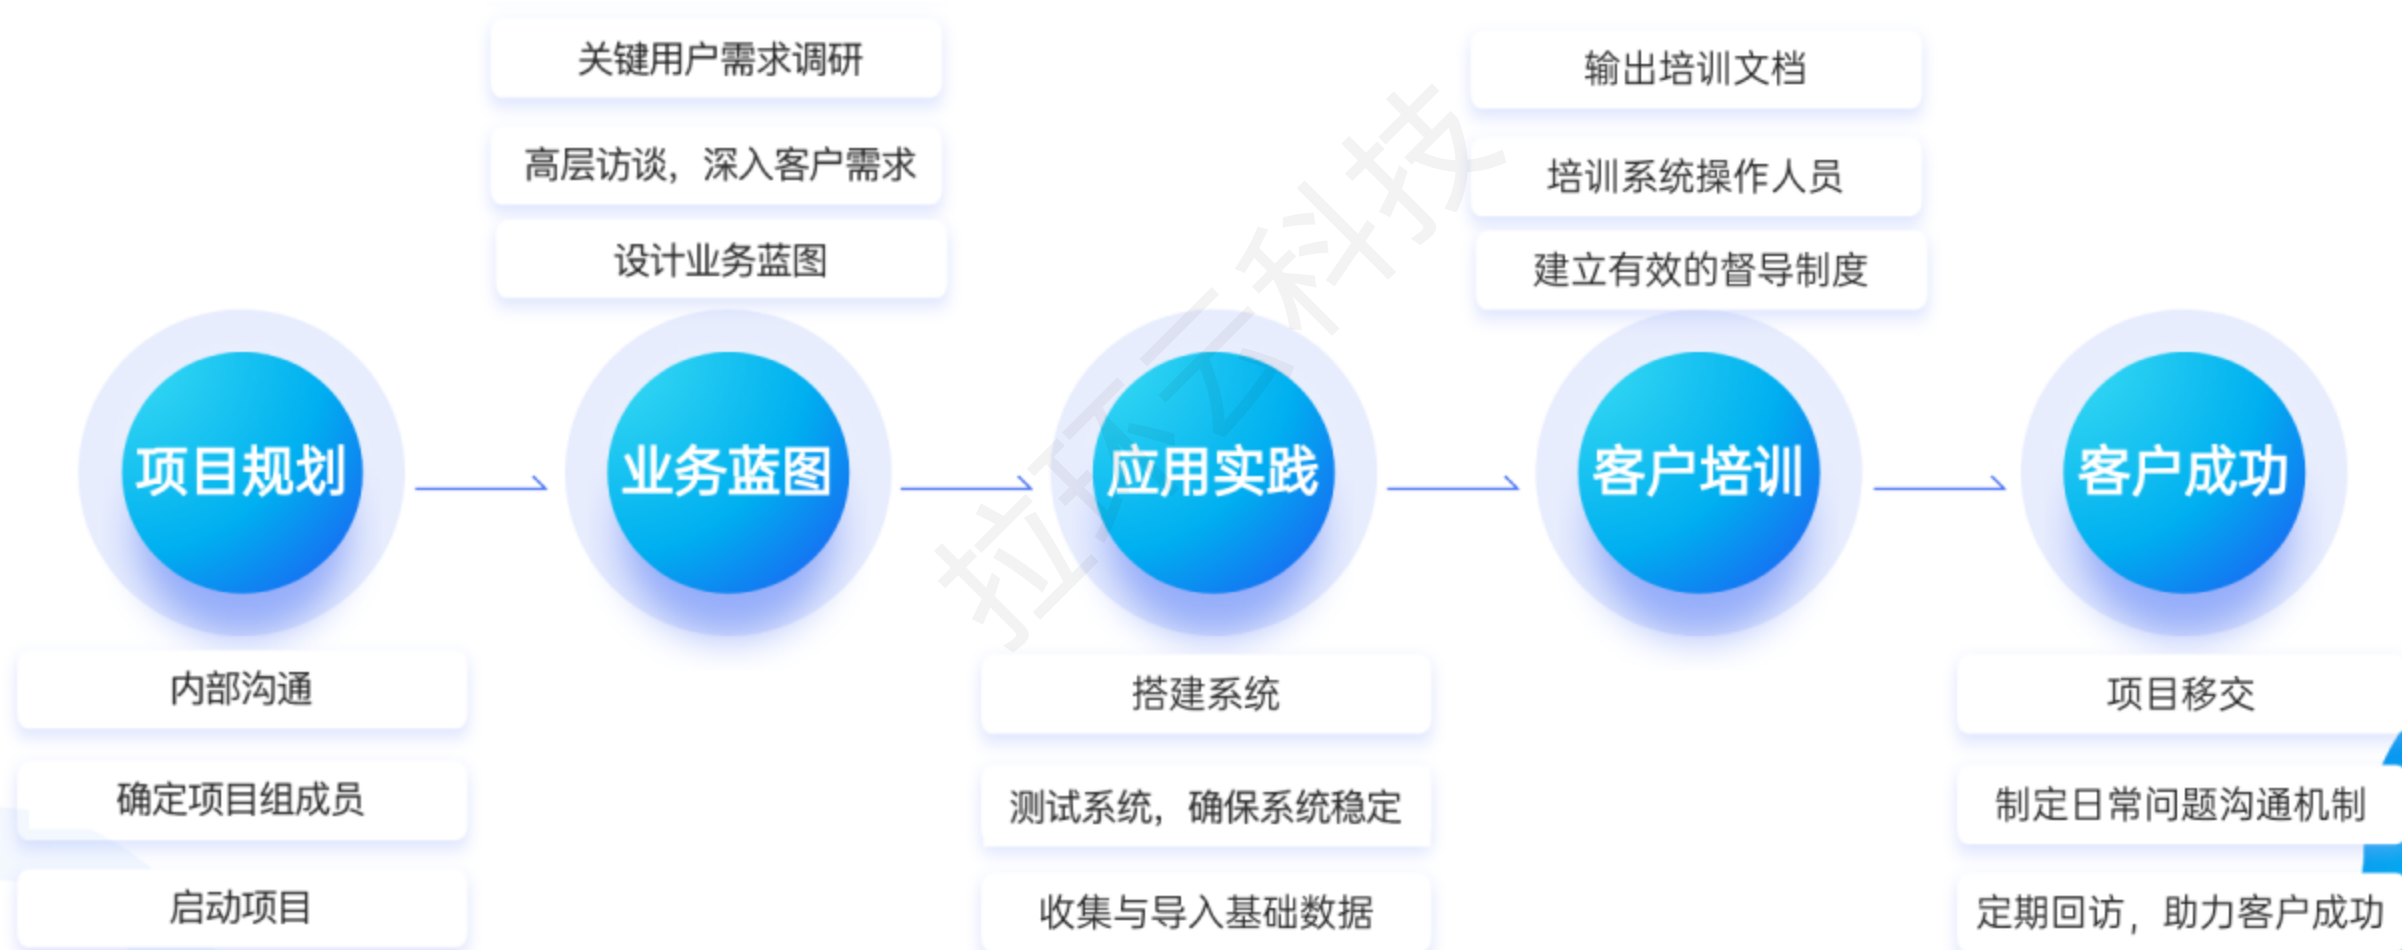 关键用户需求调研
高层访谈，深入客户需求
设计业务蓝图
输出培训文档
培训系统操作人员
建立有效的督导制度
项目规划
业务蓝图
应用实践
客户培训
客户成功
内部沟通
确定项目组成员
启动项目
搭建系统
测试系统，确保系统稳定
收集与导入基础数据
项目移交
制定日常问题沟通机制
定期回访，助力客户成功
拉环云科技